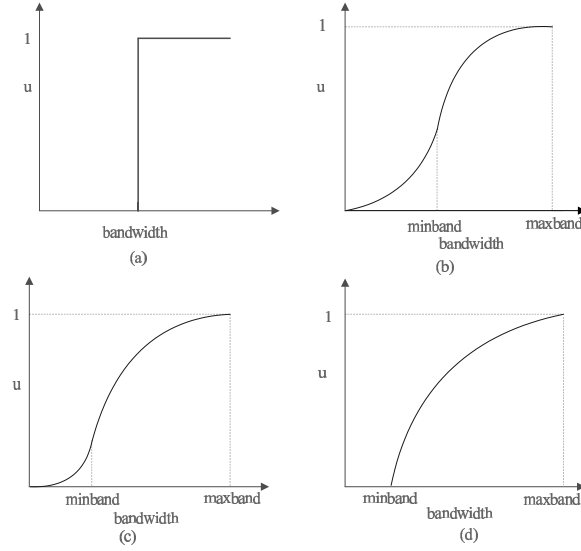 1
u
bandwidth
(a)
1
u
minband
maxband
bandwidth
(b)
1
u
minband
maxband
bandwidth
(c)
1
u
minband
maxband
bandwidth
(d)